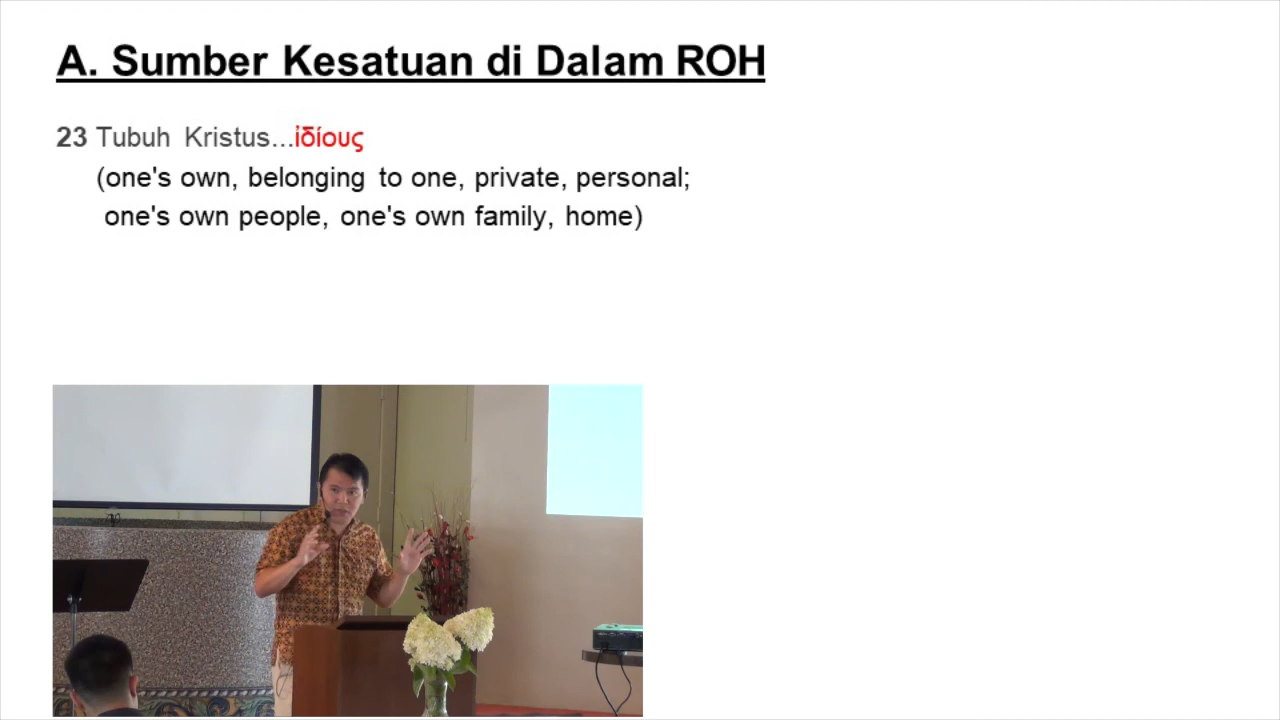 A. Sumber Kesatuan di Dalam ROH
23 Tubuh Kristus...ἰδίους
(one's own, belonging to one, private, personal;
one's own people, one's own family, home)